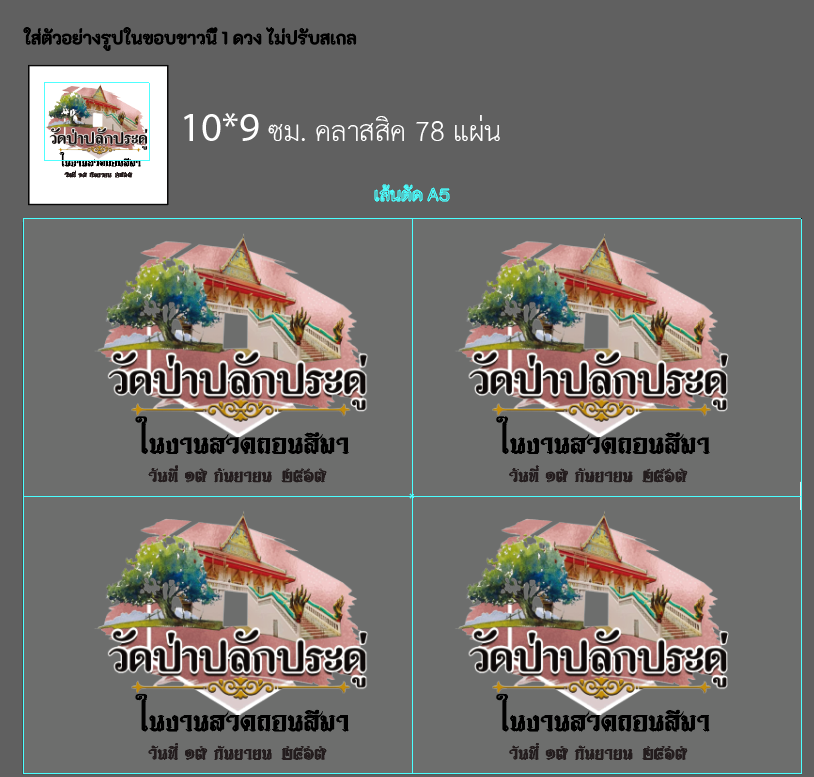 ใส่ตัวอย่างรูปในขอบขาวนี้ 1 ดวง ไม่ปรับสเกล
วัดป่าปลักประดู่
ในงานสวดถอนสีมา
วันที่ ๑๘ กันยายน ๒๕๖๘
10*9 ซม. คลาสสิค 78 แผ่น
เส้นตัด A5
วัดป่าปลักประดู่
ในงานสวดถอนสีมา
วันที่ ๑๘ กันยายน ๒๕๖๘
วัดป่าปลักประดู่
ในงานสวดถอนสีมา
วันที่ ๑๘ กันยายน ๒๕๖๘
วัดป่าปลักประดู่
ในงานสวดถอนสีมา
วันที่ ๑๘ กันยายน ๒๕๖๘
วัดป่าปลักประดู่
ในงานสวดถอนสีมา
วันที่ ๑๘ กันยายน ๒๕๖๘